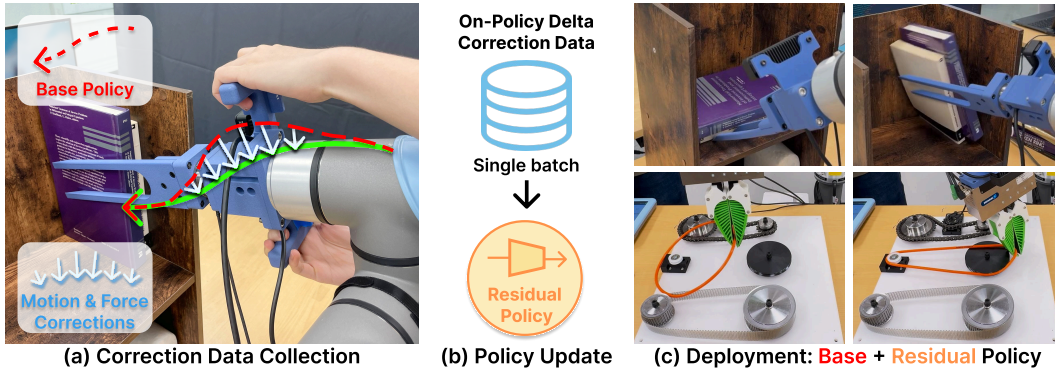 Base Policy
Motion & Force
Corrections
(a) Correction Data Collection
On-Policy Delta
Correction Data
Single batch
Residual
Policy
(b) Policy Update
(c) Deployment: Base + Residual Policy